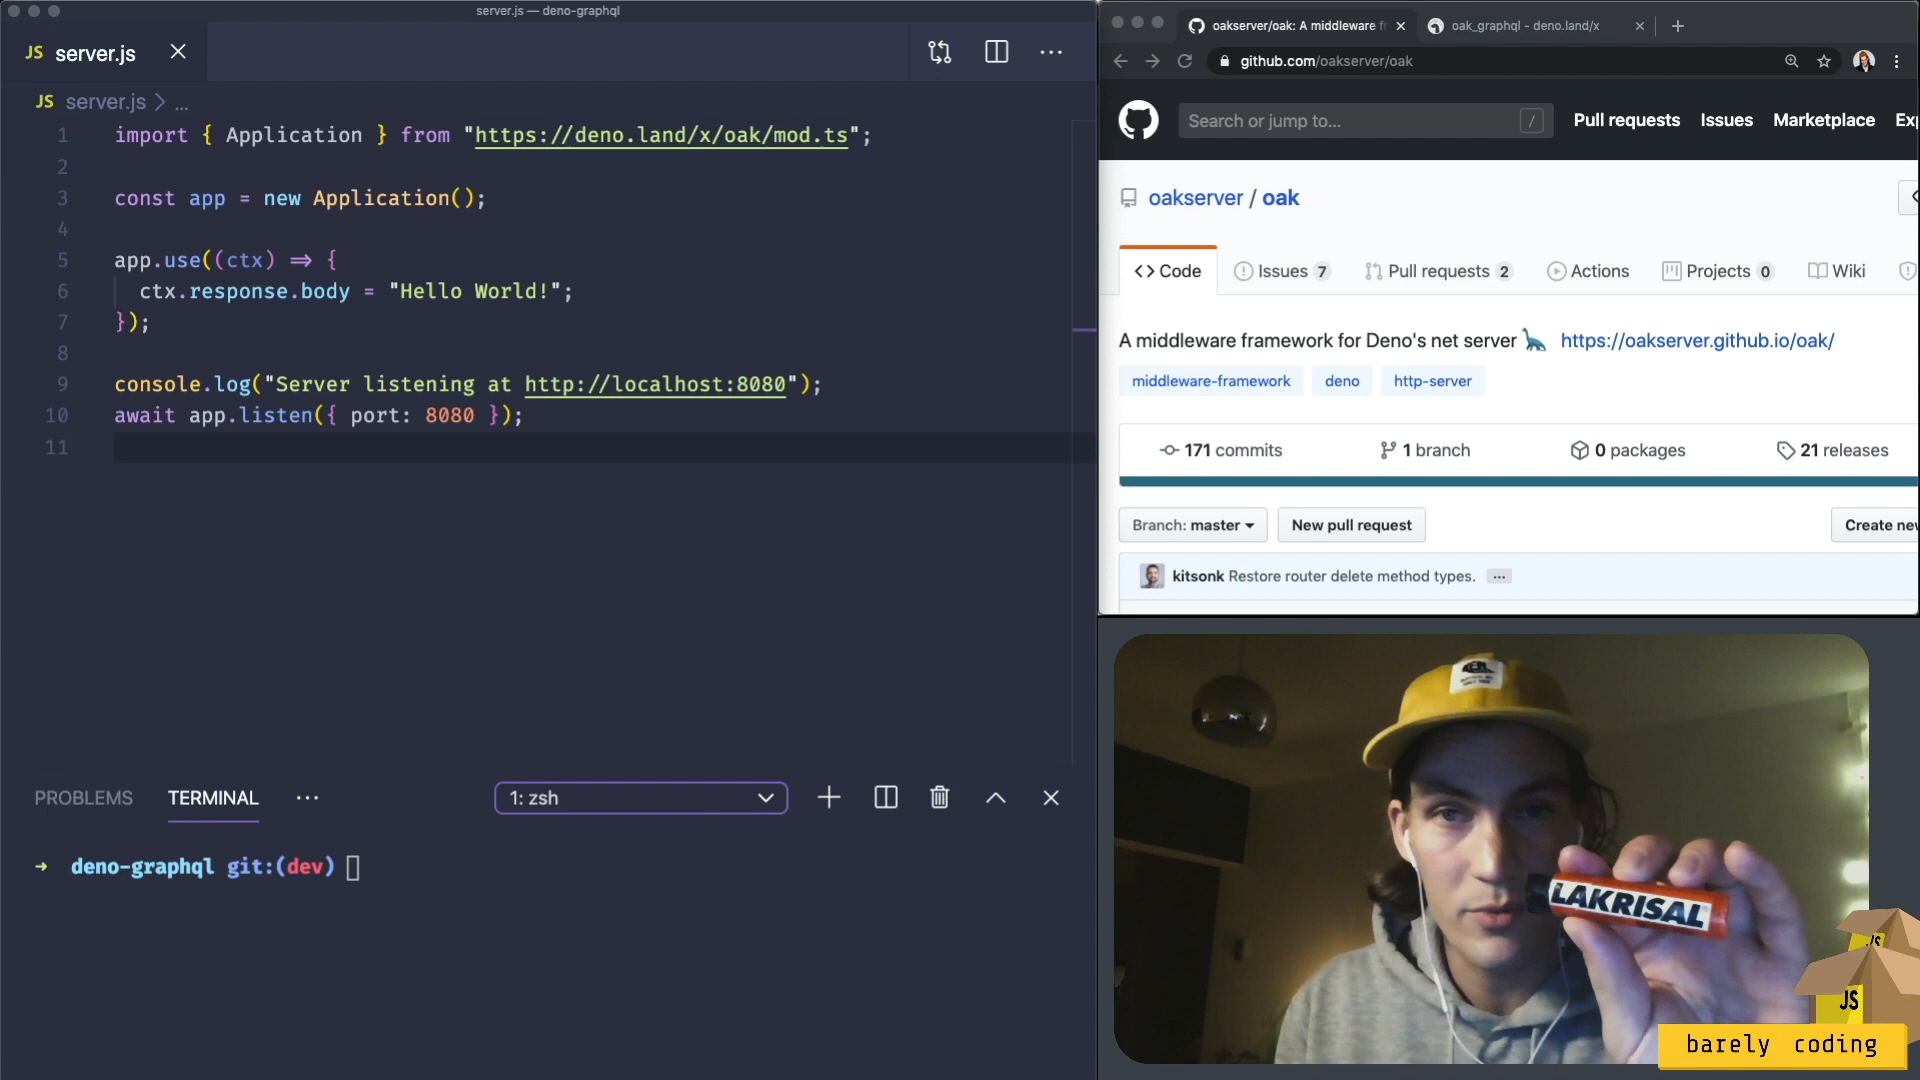 server.js — deno-graphql
JS server.js
JS server.js > ...
1 import { Application } from "https://deno.land/x/oak/mod.ts";
2
3 const app = new Application();
4
5 app.use((ctx) => {
6 ctx.response.body = "Hello World!";
7 });
8
9 console.log("Server listening at http://localhost:8080");
10 await app.listen({ port: 8080 });
11
PROBLEMS TERMINAL ... 1: zsh
→ deno-graphql git:(dev)
oakserver/oak: A middleware fr
oak_graphql - deno.land/x
github.com/oakserver/oak
Search or jump to... / Pull requests Issues Marketplace Exp
oakserver / oak
<> Code Issues 7 Pull requests 2 Actions Projects 0 Wiki
A middleware framework for Deno's net server 🦕 https://oakserver.github.io/oak/
middleware-framework deno http-server
171 commits 1 branch 0 packages 21 releases
Branch: master New pull request Create new
kitsonk Restore router delete method types. ...
LAKRISAL
JS
JS
barely coding